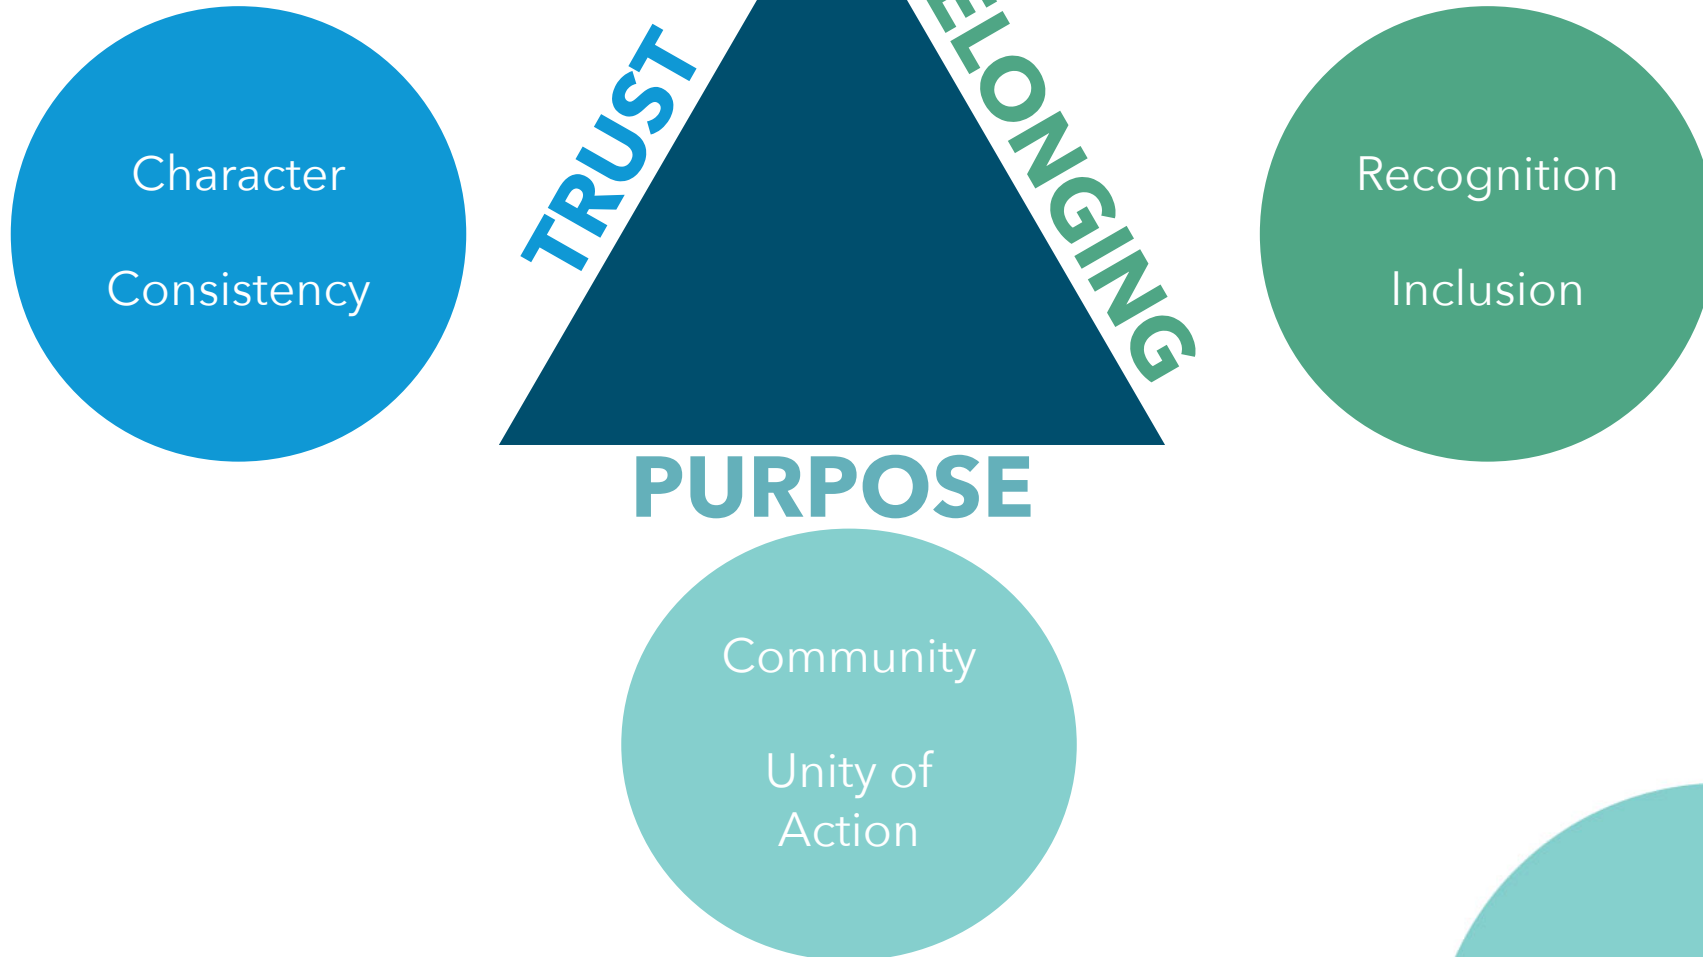 TRUST
ELONGING
Character
Consistency
Recognition
Inclusion
PURPOSE
Community
Unity of
Action